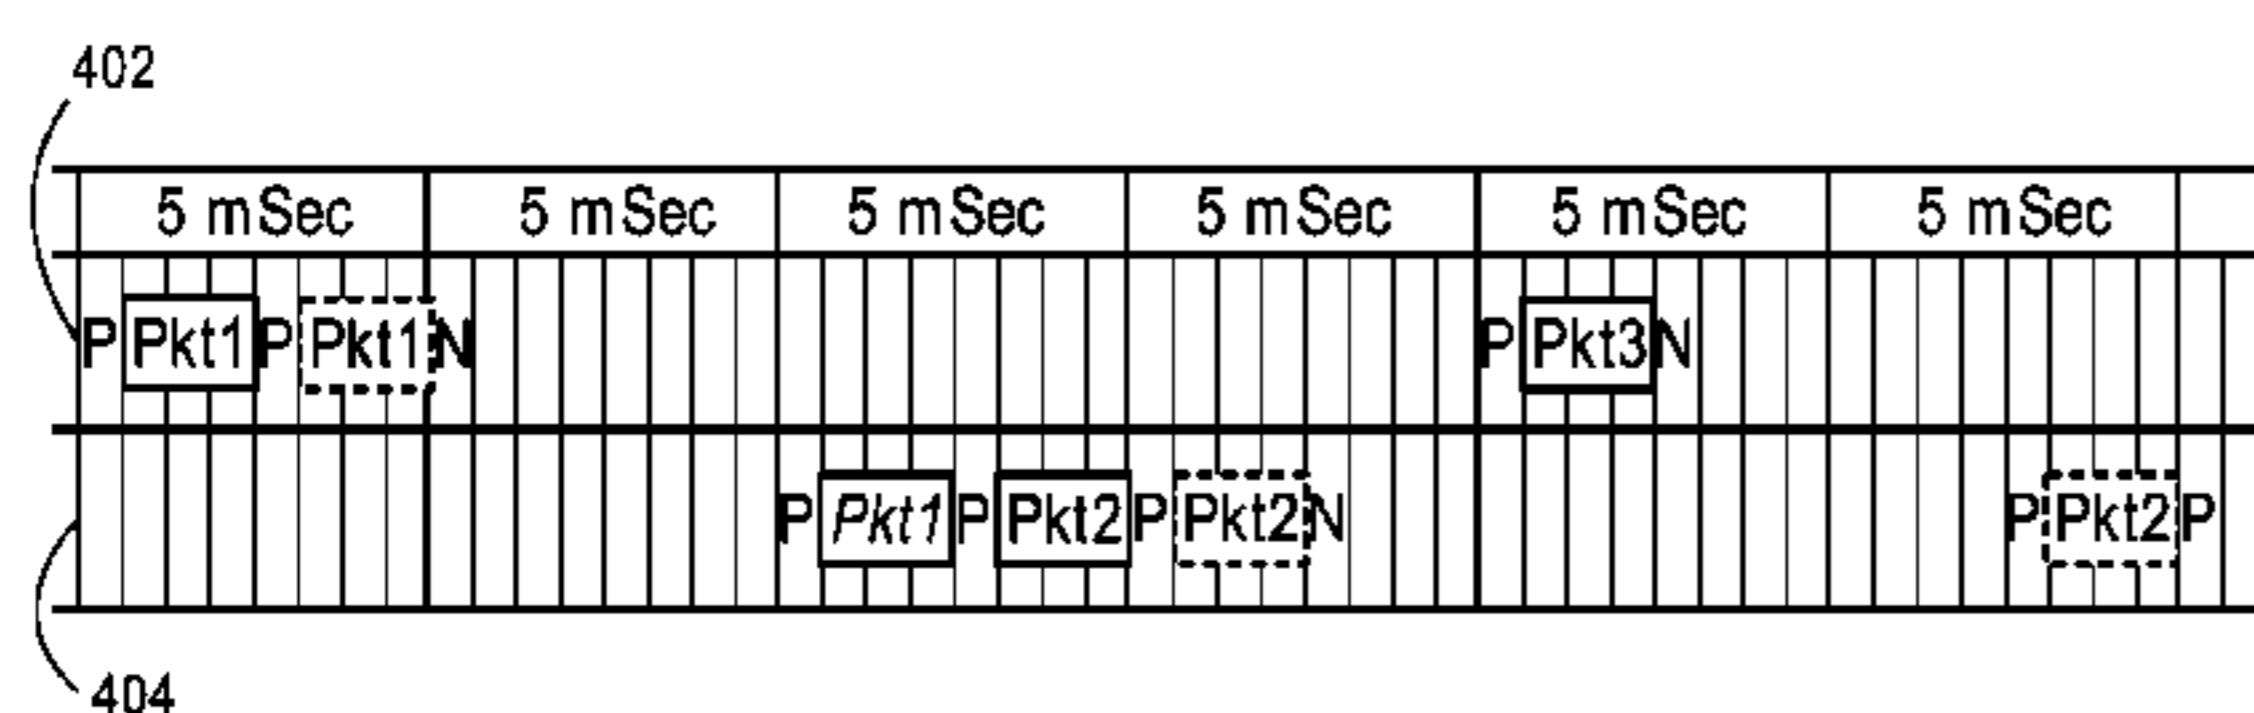 402
5 mSec 5 mSec 5 mSec 5 mSec 5 mSec 5 mSec
P Pkt1 P Pkt1 N P Pkt3 N
P Pkt1 P Pkt2 P Pkt2 N P Pkt2 P
404